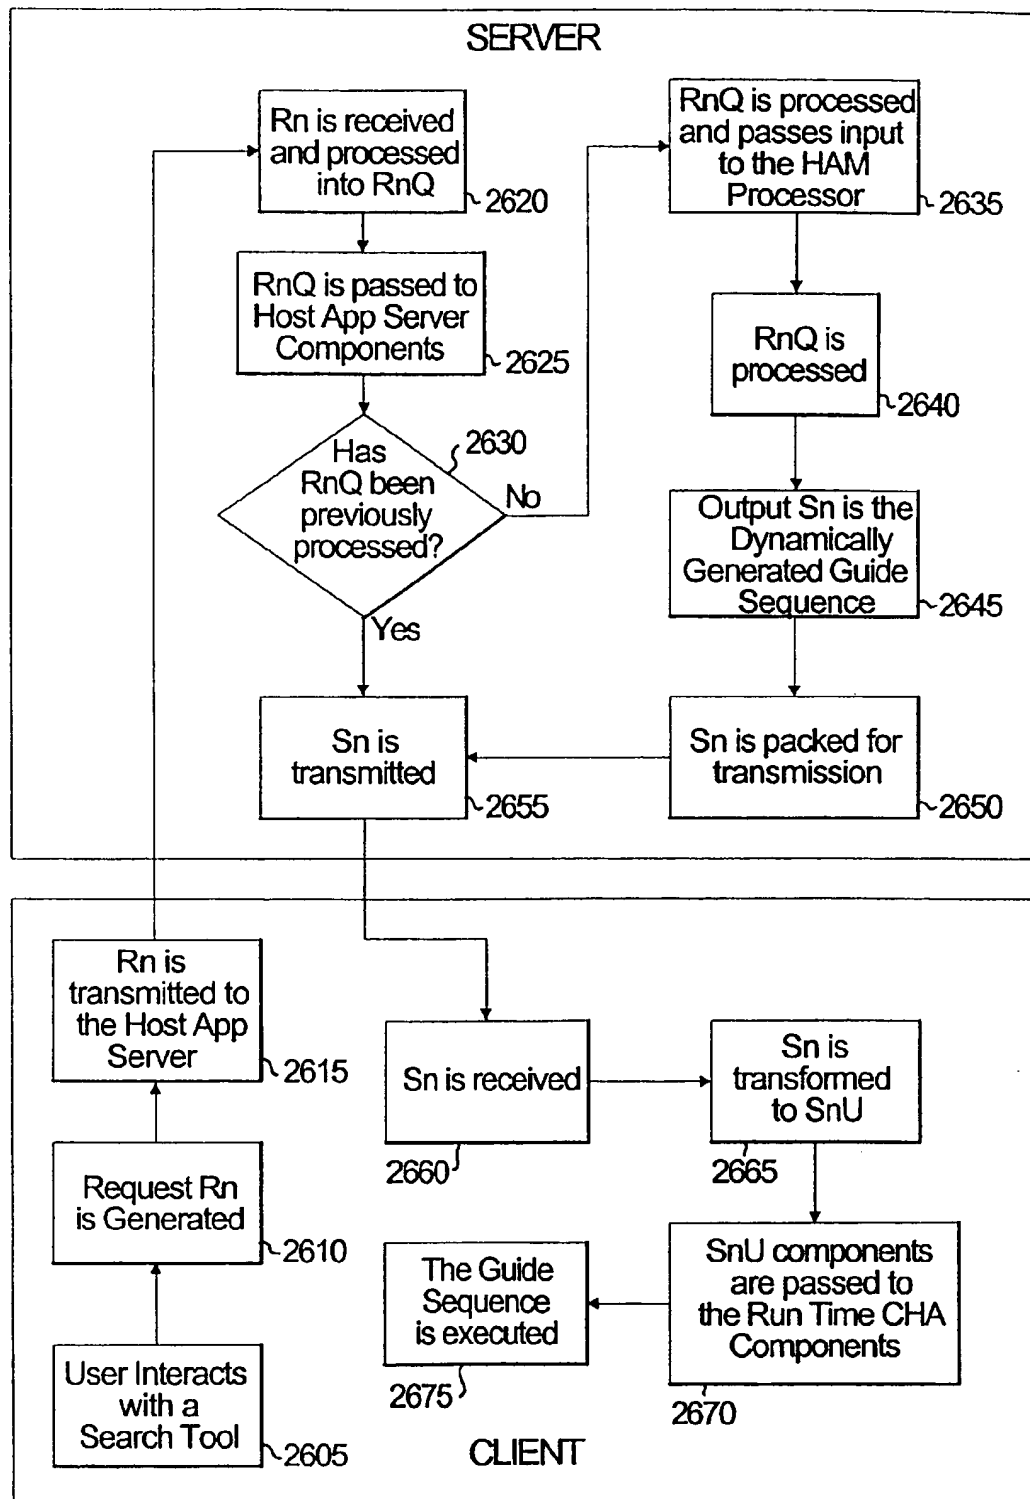 SERVER
Rn is received
and processed
into RnQ
2620
RnQ is passed to
Host App Server
Components
2625
Has
RnQ been
previously
processed?
2630
No
Yes
RnQ is processed
and passes input
to the HAM
Processor
2635
RnQ is
processed
2640
Output Sn is the
Dynamically
Generated Guide
Sequence
2645
Sn is packed for
transmission
2650
Sn is
transmitted
2655
Rn is
transmitted to
the Host App
Server
2615
Request Rn
is Generated
2610
User Interacts
with a
Search Tool
2605
Sn is received
2660
Sn is
transformed
to SnU
2665
SnU components
are passed to
the Run Time CHA
Components
2670
The Guide
Sequence
is executed
2675
CLIENT